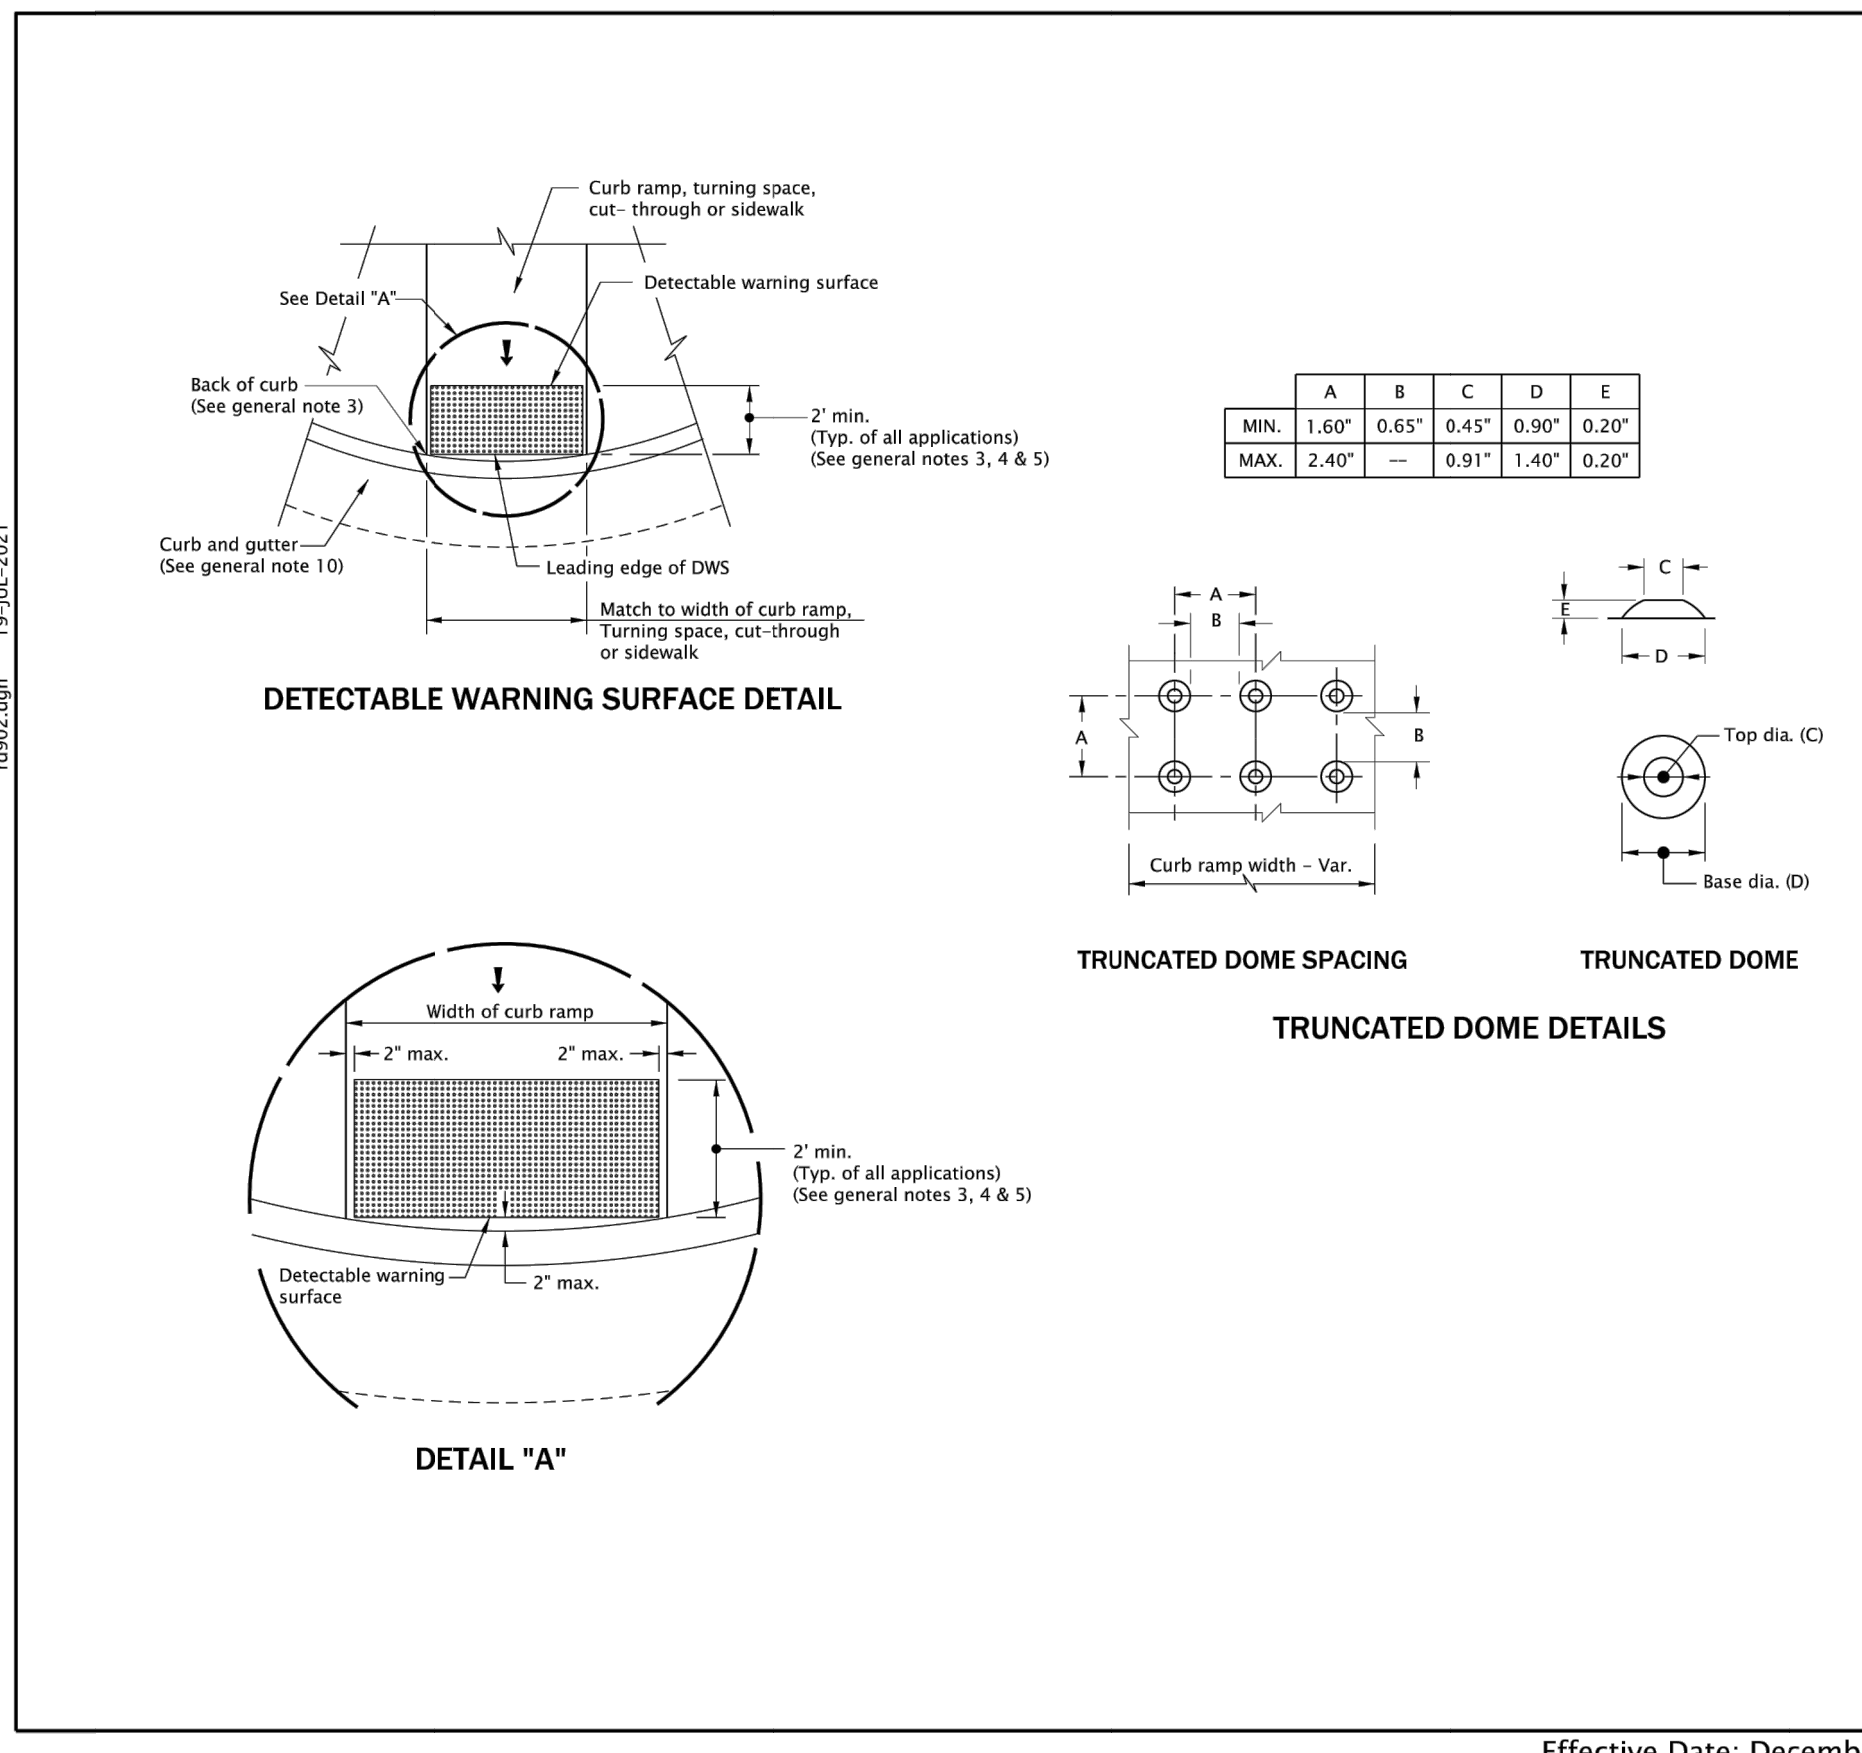 Curb ramp, turning space,
cut- through or sidewalk
Detectable warning surface
See Detail "A"
Back of curb
(See general note 3)
2' min.
(Typ. of all applications)
(See general notes 3, 4 & 5)
Curb and gutter
(See general note 10)
Leading edge of DWS
Match to width of curb ramp,
Turning space, cut-through
or sidewalk
DETECTABLE WARNING SURFACE DETAIL
A B C D E
MIN. 1.60" 0.65" 0.45" 0.90" 0.20"
MAX. 2.40" -- 0.91" 1.40" 0.20"
A
B
A
B
Curb ramp width - Var.
TRUNCATED DOME SPACING
C
E
D
Top dia. (C)
Base dia. (D)
TRUNCATED DOME
TRUNCATED DOME DETAILS
Width of curb ramp
2" max. 2" max.
2' min.
(Typ. of all applications)
(See general notes 3, 4 & 5)
Detectable warning
surface
2" max.
DETAIL "A"
rd902.dgn 19-JUL-2021
Effective Date: